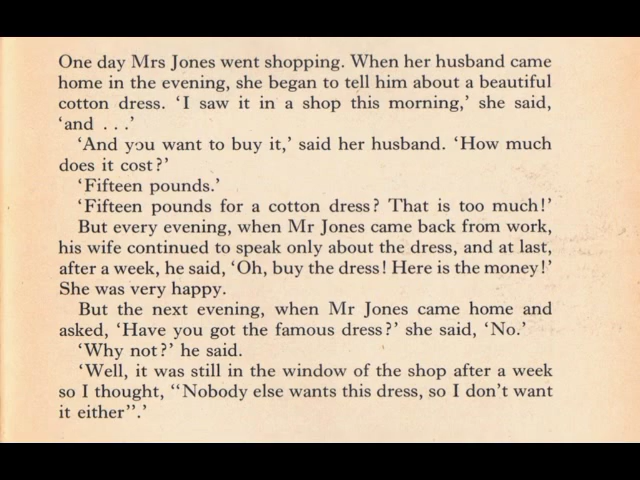 One day Mrs Jones went shopping. When her husband came
home in the evening, she began to tell him about a beautiful
cotton dress. ‘I saw it in a shop this morning,’ she said,
‘and . . .’
‘And you want to buy it,’ said her husband. ‘How much
does it cost?’
‘Fifteen pounds.’
‘Fifteen pounds for a cotton dress? That is too much!’
But every evening, when Mr Jones came back from work,
his wife continued to speak only about the dress, and at last,
after a week, he said, ‘Oh, buy the dress! Here is the money!’
She was very happy.
But the next evening, when Mr Jones came home and
asked, ‘Have you got the famous dress?’ she said, ‘No.’
‘Why not?’ he said.
‘Well, it was still in the window of the shop after a week
so I thought, “Nobody else wants this dress, so I don’t want
it either”.’